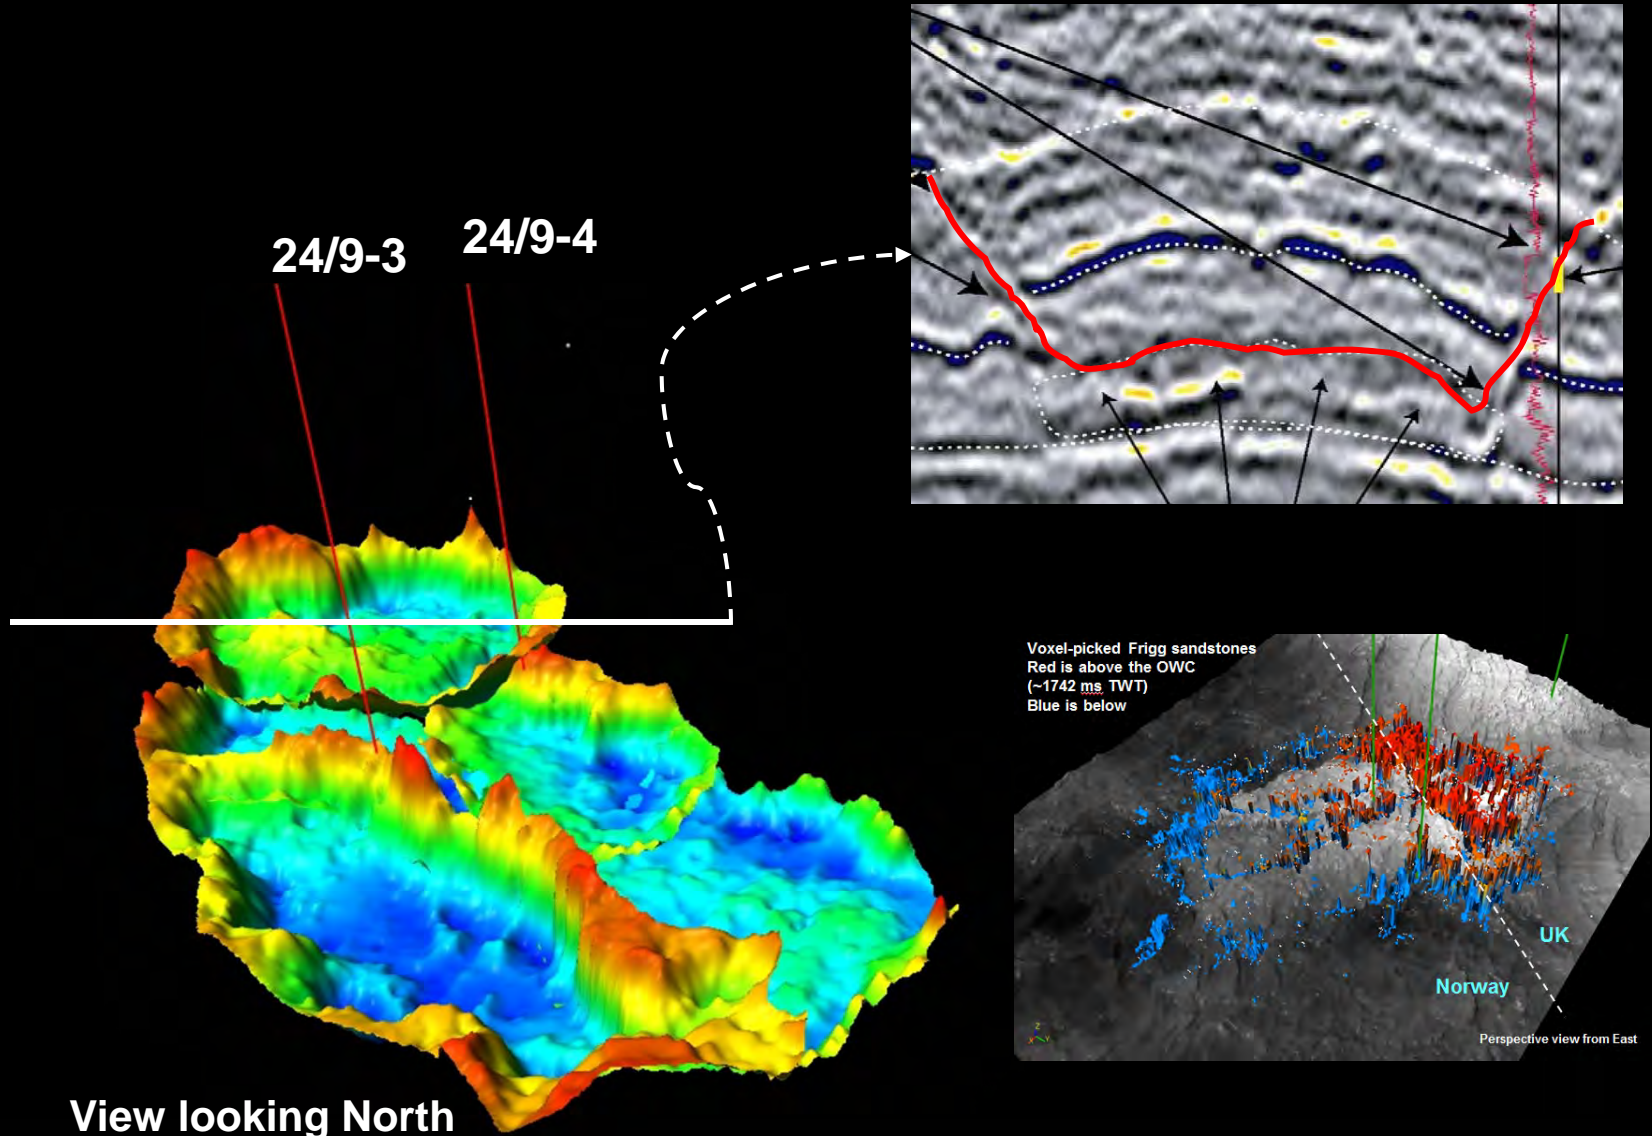 24/9-3
24/9-4
View looking North
Voxel-picked Frigg sandstones
Red is above the OWC
(~1742 ms TWT)
Blue is below
UK
Norway
Z
X Y
Perspective view from East